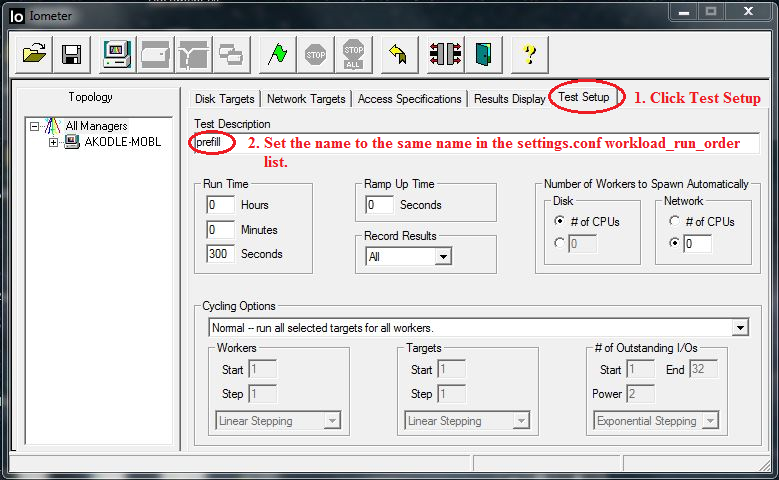 Iometer
STOP
STOP ALL
Topology
All Managers
AKODLE-MOBL
Disk Targets Network Targets Access Specifications Results Display Test Setup
1. Click Test Setup
Test Description
prefill
2. Set the name to the same name in the settings.conf workload_run_order
list.
Run Time
0 Hours
0 Minutes
300 Seconds
Ramp Up Time
0 Seconds
Record Results
All
Number of Workers to Spawn Automatically
Disk
# of CPUs
0
Network
# of CPUs
0
Cycling Options
Normal -- run all selected targets for all workers.
Workers
Start 1
Step 1
Linear Stepping
Targets
Start 1
Step 1
Linear Stepping
# of Outstanding I/Os
Start 1 End 32
Power 2
Exponential Stepping